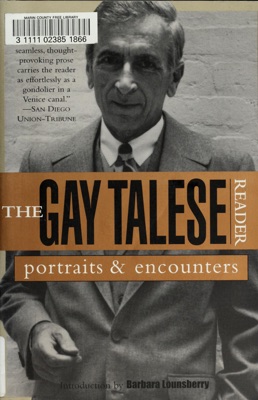 MARIN COUNTY FREE LIBRARY
3 1111 02385 1866
seamless, thought-
provoking prose
carries the reader
as effortlessly as a
gondolier in a
Venice canal."
—SAN DIEGO
UNION-TRIBUNE
THE GAY TALESE READER
portraits & encounters
Introduction by Barbara Lounsberry